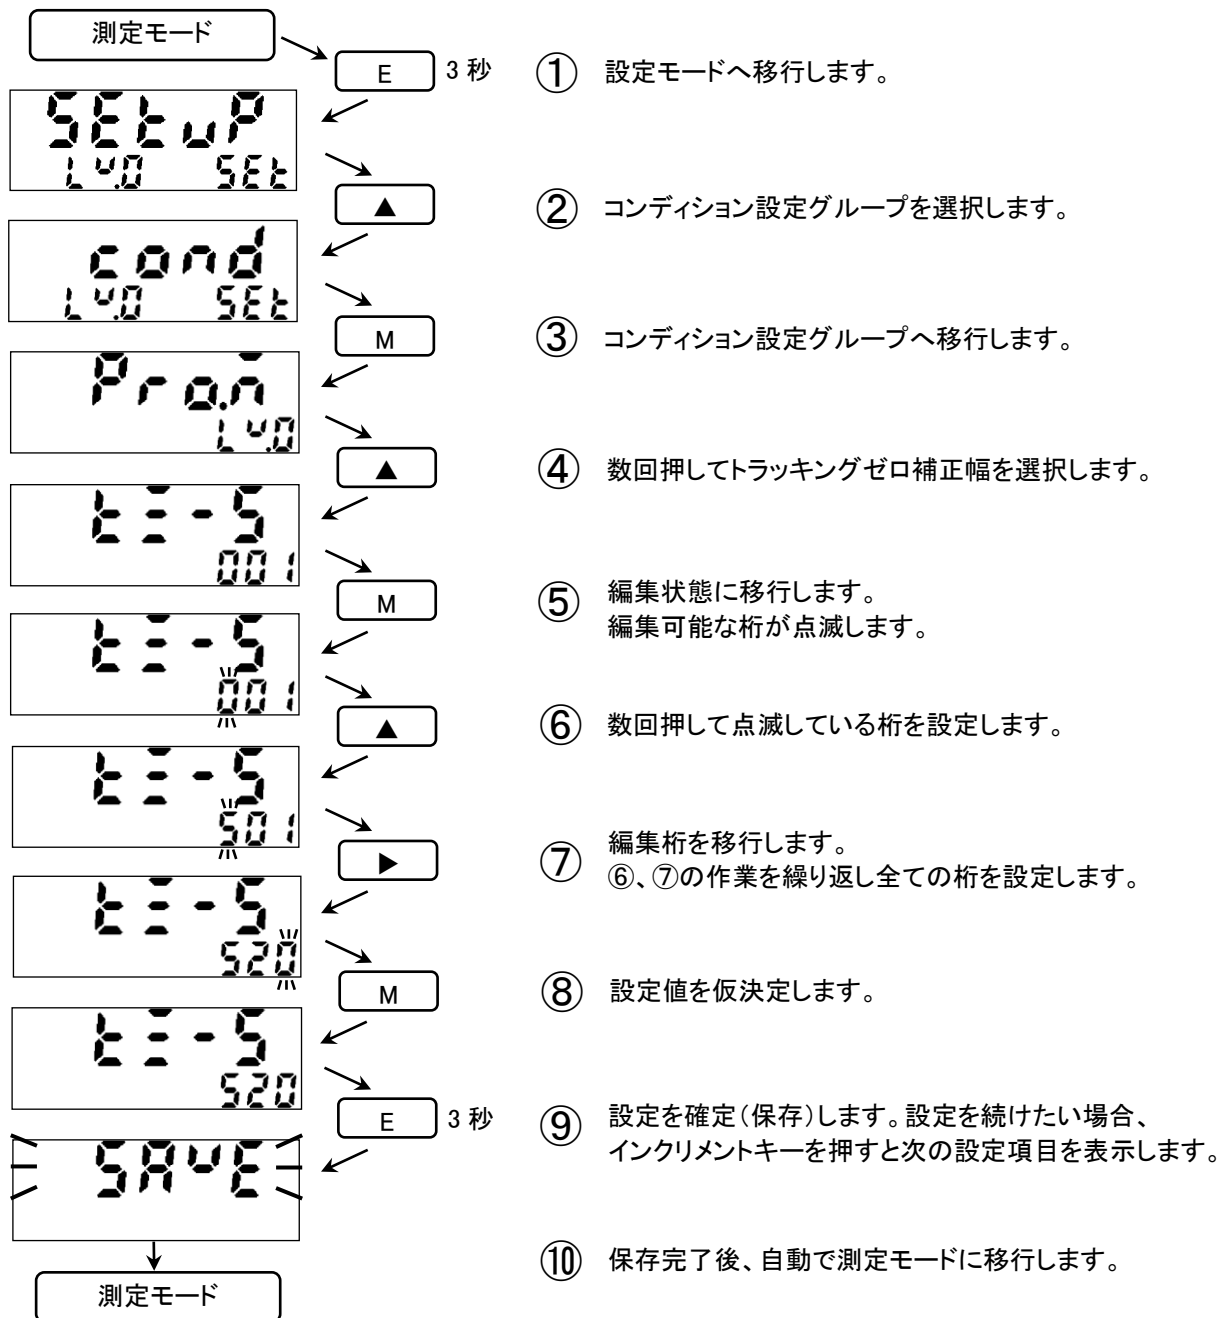 測定モード
E 3 秒 ① 設定モードへ移行します。
SEtuP
Lv.0 SEt
▲ ② コンディション設定グループを選択します。
cond
Lv.0 SEt
M ③ コンディション設定グループへ移行します。
Pro.
Lv.0
▲ ④ 数回押してトラッキングゼロ補正幅を選択します。
001
M ⑤ 編集状態に移行します。
編集可能な桁が点滅します。
001
▲ ⑥ 数回押して点滅している桁を設定します。
501
▶ ⑦ 編集桁を移行します。
⑥、⑦の作業を繰り返し全ての桁を設定します。
520
M ⑧ 設定値を仮決定します。
520
E 3 秒 ⑨ 設定を確定（保存）します。設定を続けたい場合、
インクリメントキーを押すと次の設定項目を表示します。
SAvE
⑩ 保存完了後、自動で測定モードに移行します。
測定モード